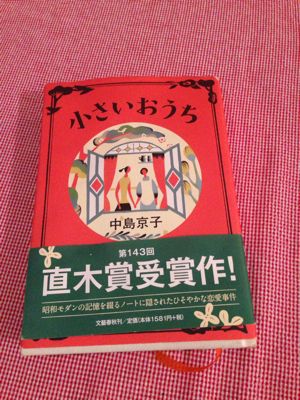 小さいおうち
中島京子
第143回
直木賞受賞作!
昭和モダンの記憶を綴るノートに隠されたひそやかな恋愛事件
文藝春秋刊/定価(本体1581円+税)